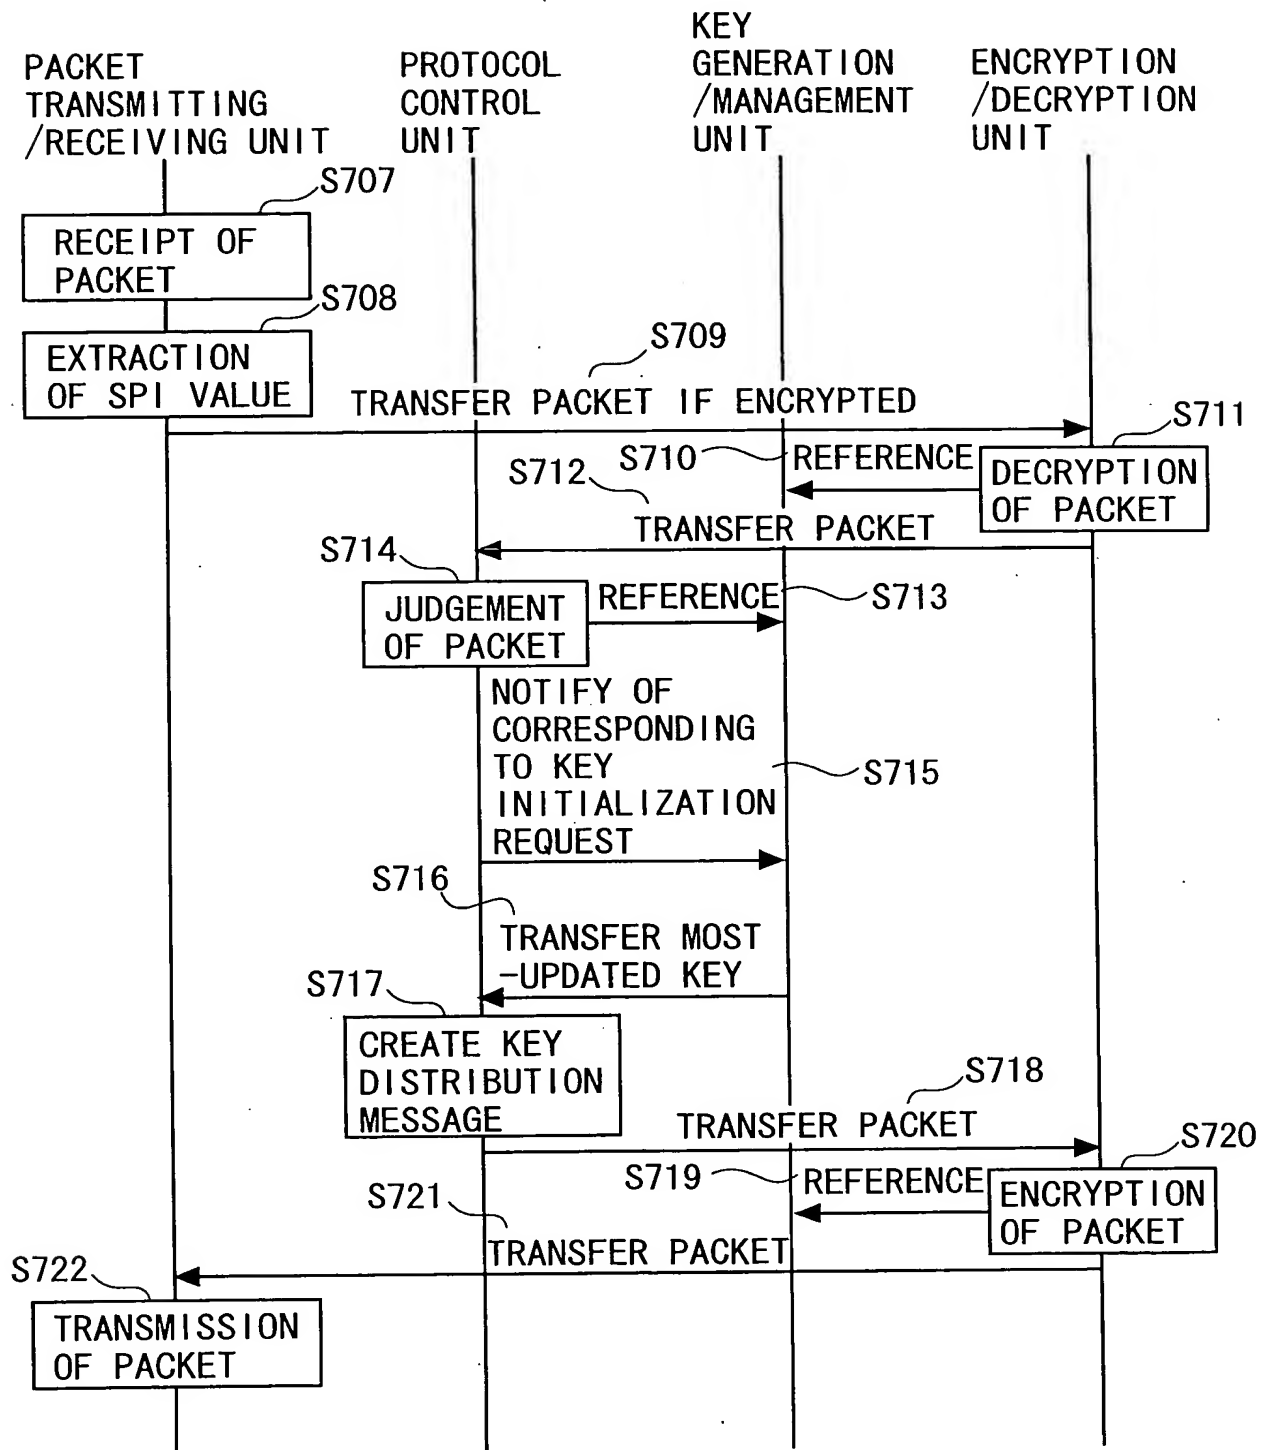 PACKET
TRANSMITTING
/RECEIVING UNIT
PROTOCOL
CONTROL
UNIT
KEY
GENERATION
/MANAGEMENT
UNIT
ENCRYPTION
/DECRYPTION
UNIT
S707
RECEIPT OF
PACKET
S708
EXTRACTION
OF SPI VALUE
S709
TRANSFER PACKET IF ENCRYPTED
S711
S710
REFERENCE
DECRYPTION
OF PACKET
S712
TRANSFER PACKET
S714
JUDGEMENT
OF PACKET
REFERENCE
S713
NOTIFY OF
CORRESPONDING
TO KEY
INITIALIZATION
REQUEST
S715
S716
TRANSFER MOST
-UPDATED KEY
S717
CREATE KEY
DISTRIBUTION
MESSAGE
S718
TRANSFER PACKET
S720
S719
REFERENCE
ENCRYPTION
OF PACKET
S721
TRANSFER PACKET
S722
TRANSMISSION
OF PACKET